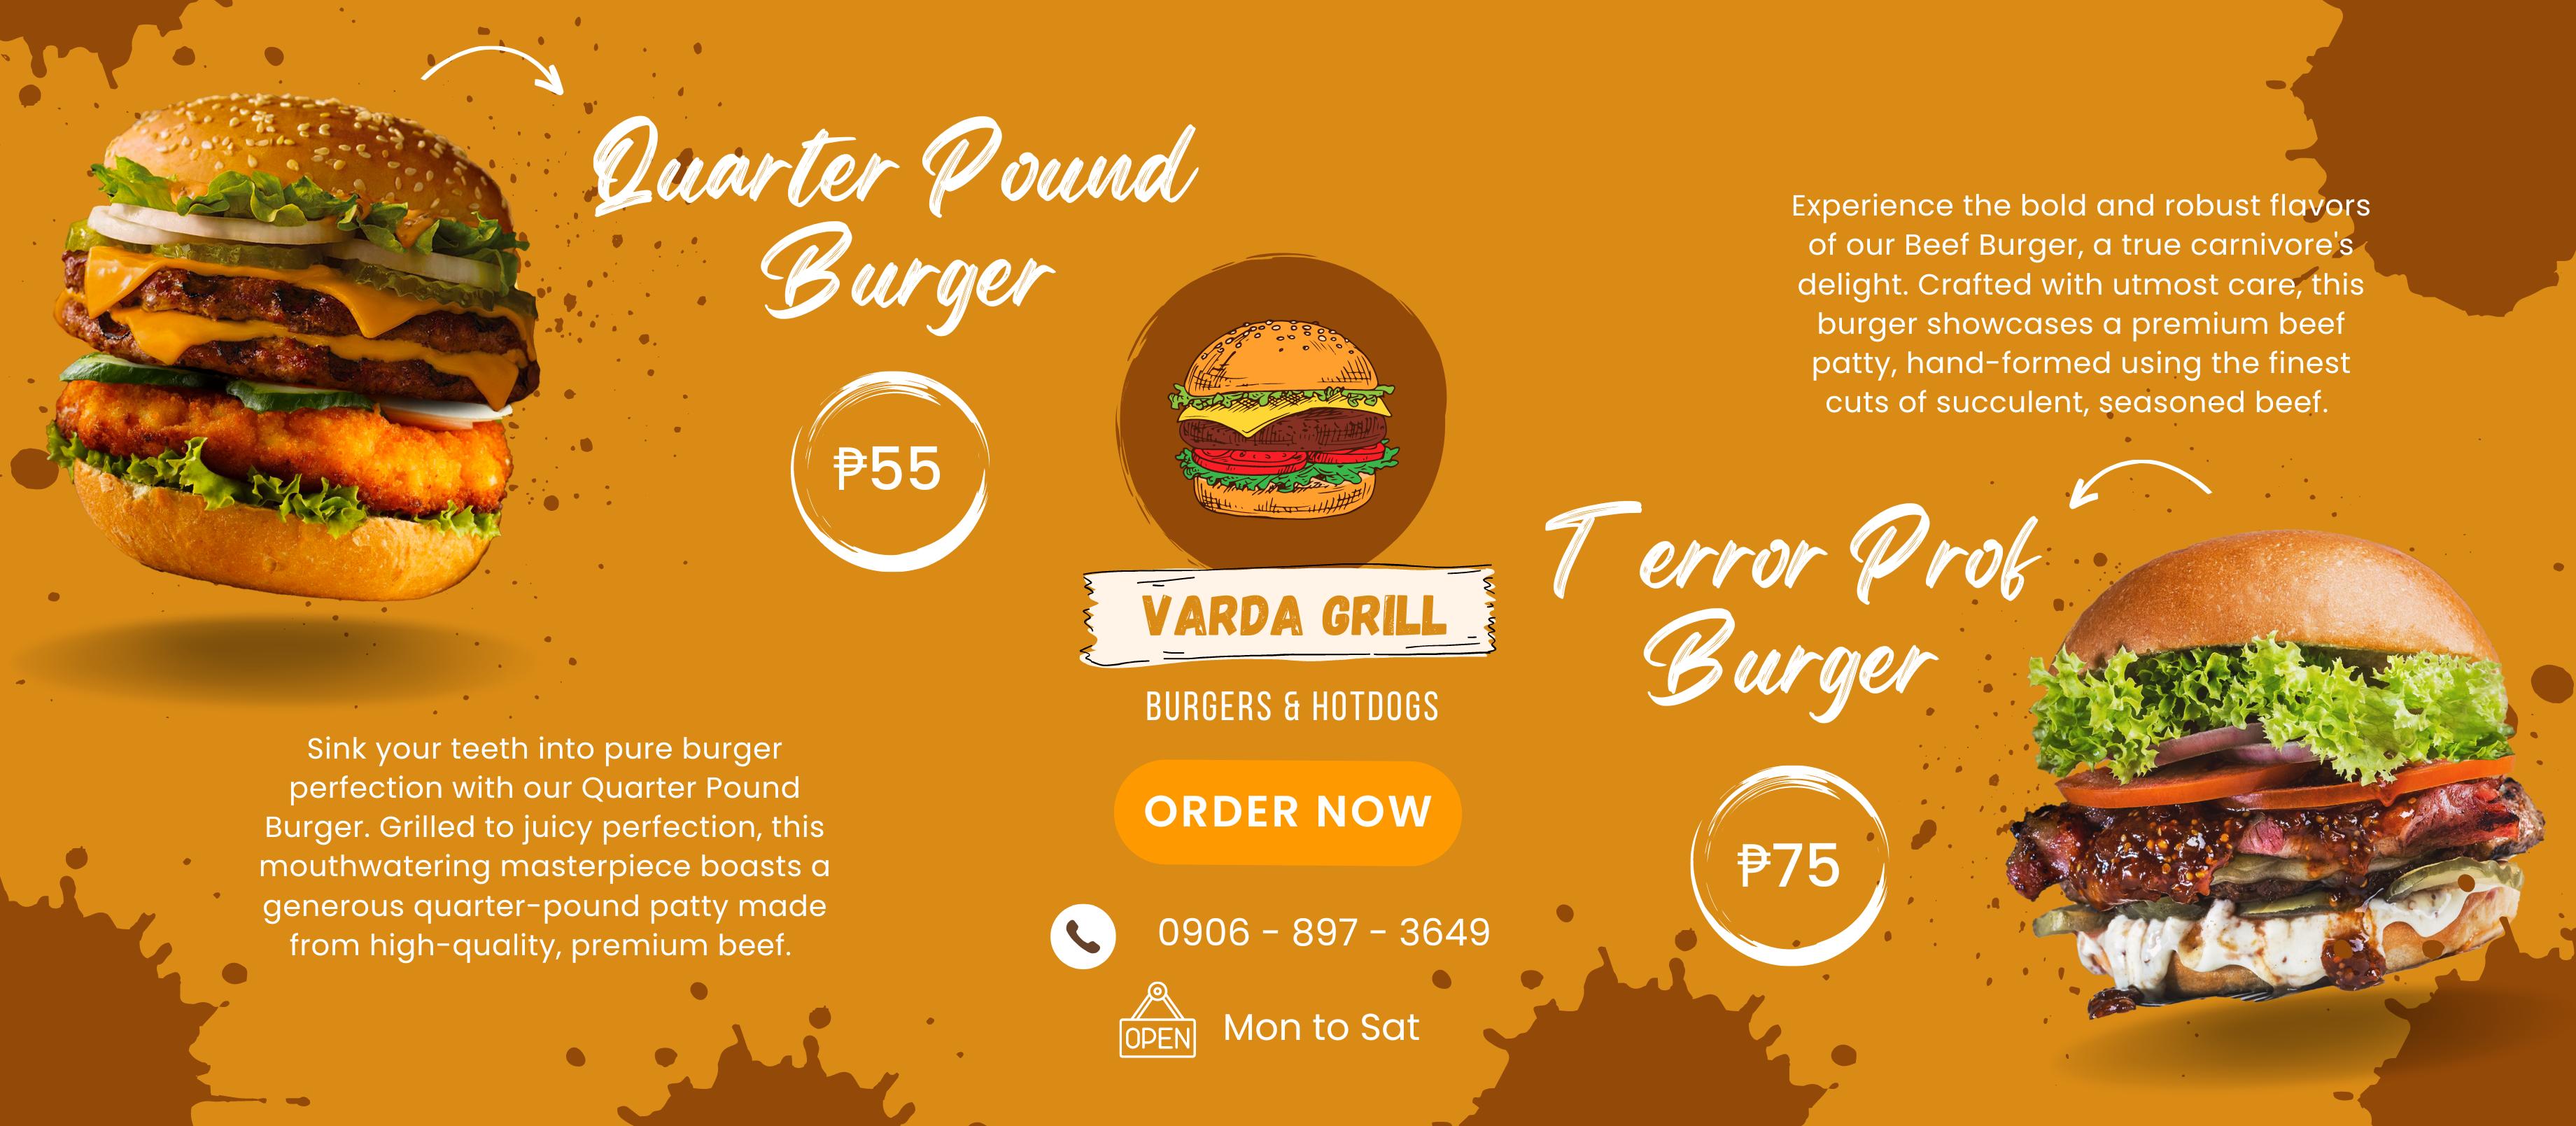 Quarter Pound
Burger
₱55
Sink your teeth into pure burger
perfection with our Quarter Pound
Burger. Grilled to juicy perfection, this
mouthwatering masterpiece boasts a
generous quarter-pound patty made
from high-quality, premium beef.
VARDA GRILL
BURGERS & HOTDOGS
ORDER NOW
0906 - 897 - 3649
OPEN
Mon to Sat
Experience the bold and robust flavors
of our Beef Burger, a true carnivore's
delight. Crafted with utmost care, this
burger showcases a premium beef
patty, hand-formed using the finest
cuts of succulent, seasoned beef.
Terror Prof
Burger
₱75